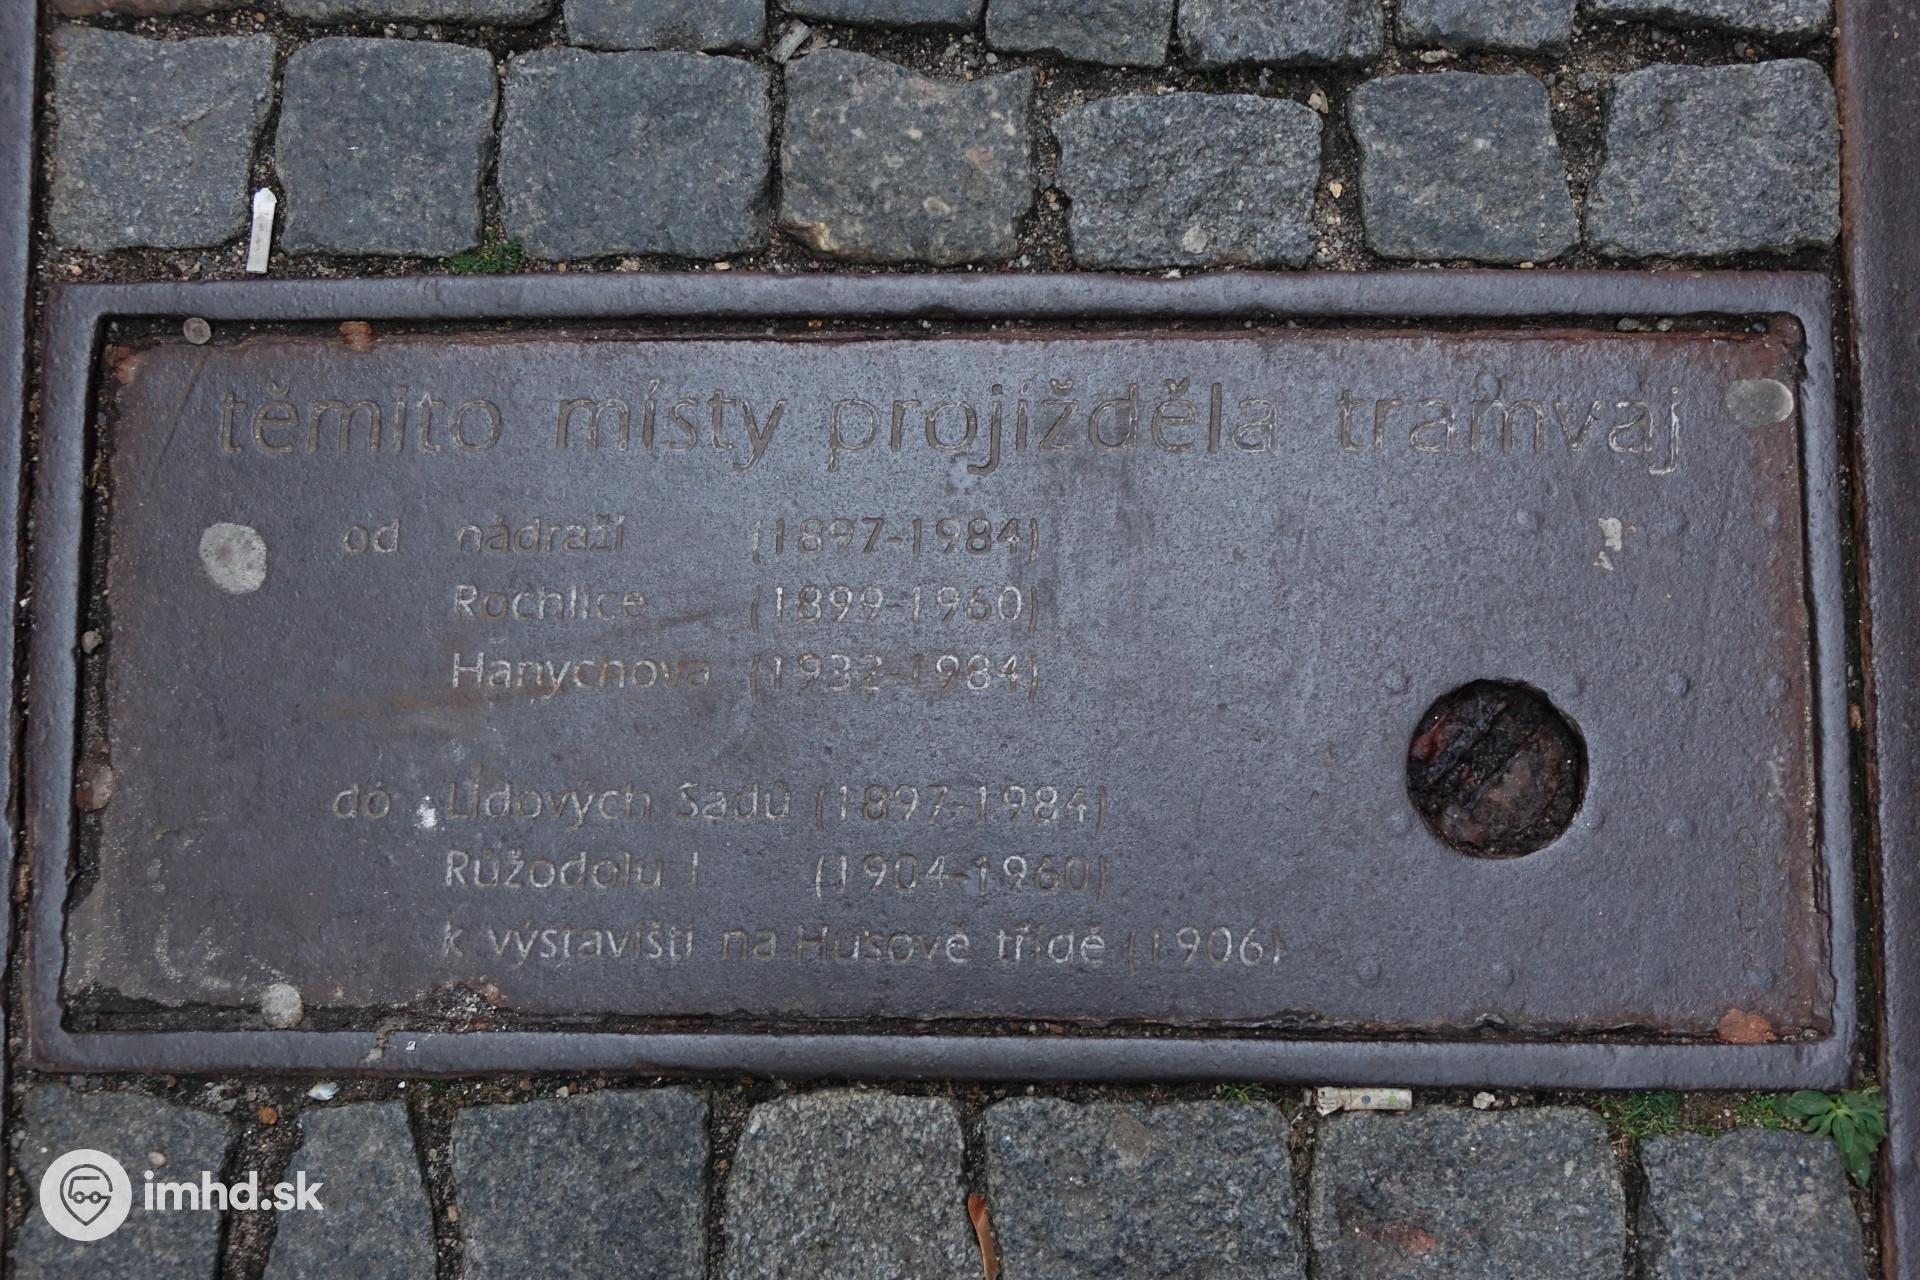 těmito místy projížděla tramvaj
od nádraží (1897-1984)
Rochlice (1899-1960)
Hanychova (1932-1984)
do Lidových Sadů (1897-1984)
Růžodolu I (1904-1960)
k výstavišti na Husově třídě (1906)
imhd.sk